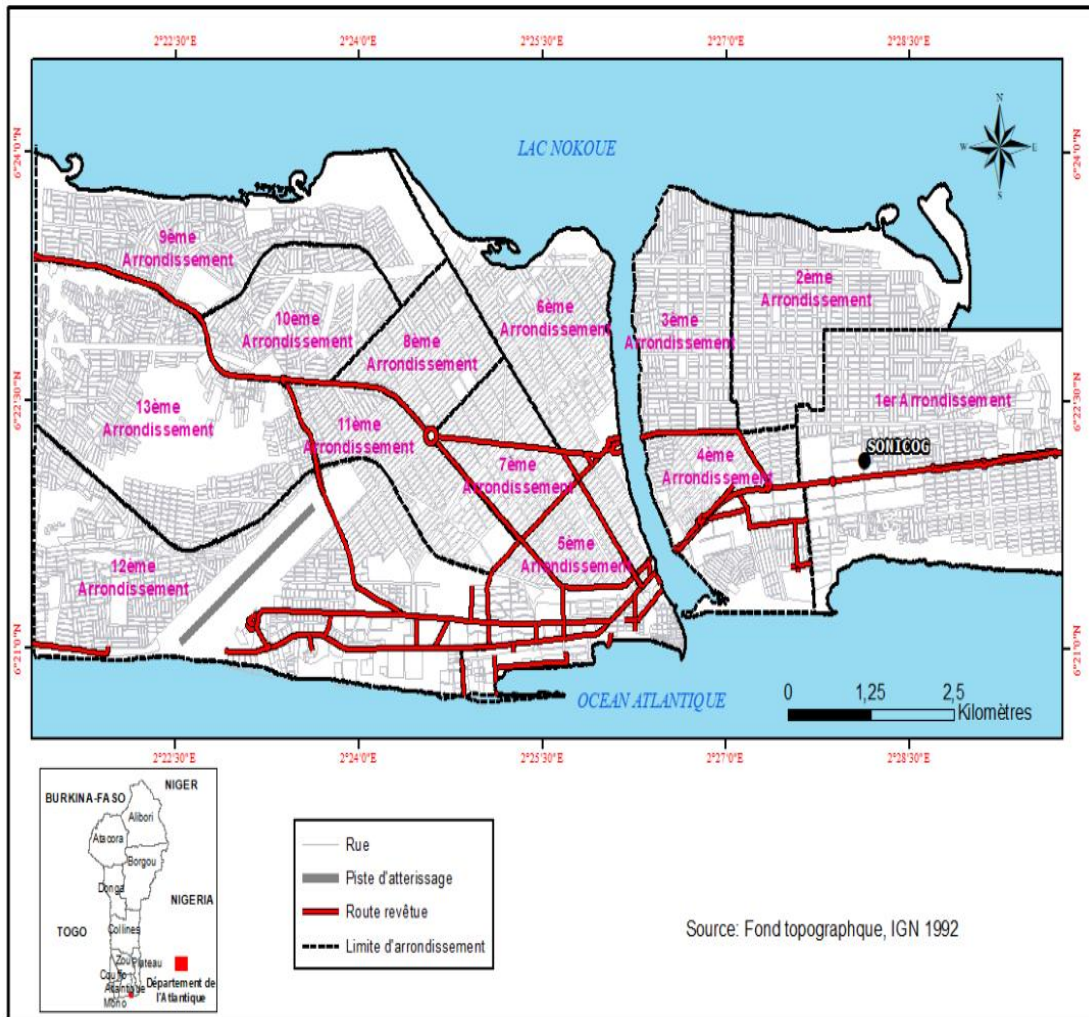 2°22'30"E 2°24'0"E 2°25'30"E 2°27'0"E 2°28'30"E
6°24'0"N
6°24'0"N
LAC NOKOUE
N
W
E
S
9ème
Arrondissement
10ème
Arrondissement
8ème
Arrondissement
6ème
Arrondissement
3ème
Arrondissement
2ème
Arrondissement
6°22'30"N
6°22'30"N
13ème
Arrondissement
11ème
Arrondissement
1er Arrondissement
7ème
Arrondissement
4ème
Arrondissement
SONICOG
12ème
Arrondissement
5ème
Arrondissement
6°21'0"N
6°21'0"N
OCEAN ATLANTIQUE
0 1,25 2,5
Kilomètres
2°22'30"E 2°24'0"E 2°25'30"E 2°27'0"E 2°28'30"E
BURKINA-FASO
NIGER
Alibori
Atacora
Borgou
Donga
NIGERIA
TOGO
Collines
Zou
Plateau
Couffo
Atlantique
Mono
Département de
l'Atlantique
Rue
Piste d'atterissage
Route revêtue
Limite d'arrondissement
Source: Fond topographque, IGN 1992